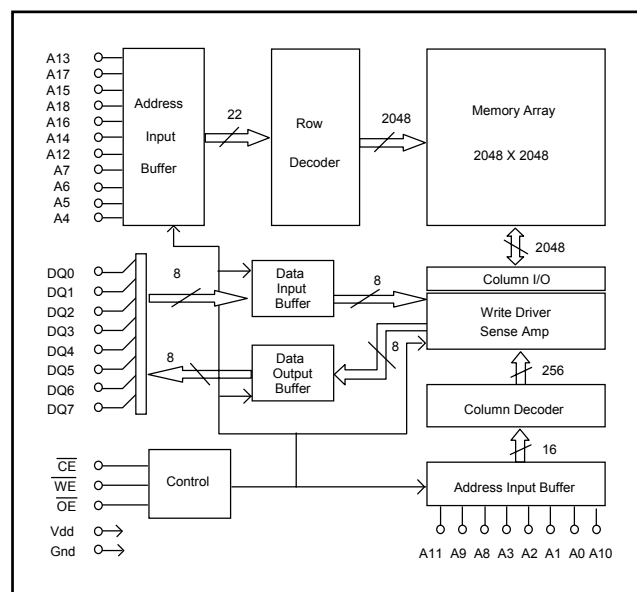 A13
A17
A15
A18
A16
A14
A12
A7
A6
A5
A4
Address
Input
Buffer
22
Row
Decoder
2048
Memory Array
2048 X 2048
2048
Column I/O
Write Driver
Sense Amp
DQ0
DQ1
DQ2
DQ3
DQ4
DQ5
DQ6
DQ7
8
Data
Input
Buffer
8
8
Data
Output
Buffer
8
256
Column Decoder
16
Address Input Buffer
CE
WE
OE
Control
Vdd
Gnd
A11 A9 A8 A3 A2 A1 A0 A10